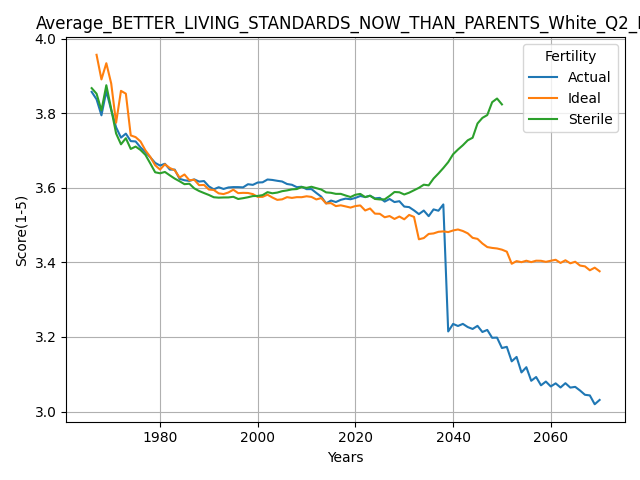 Average_BETTER_LIVING_STANDARDS_NOW_THAN_PARENTS_White_Q2_
4.0
3.8
3.6
3.4
3.2
3.0
Score(1-5)
1980 2000 2020 2040 2060
Years
Fertility
Actual
Ideal
Sterile